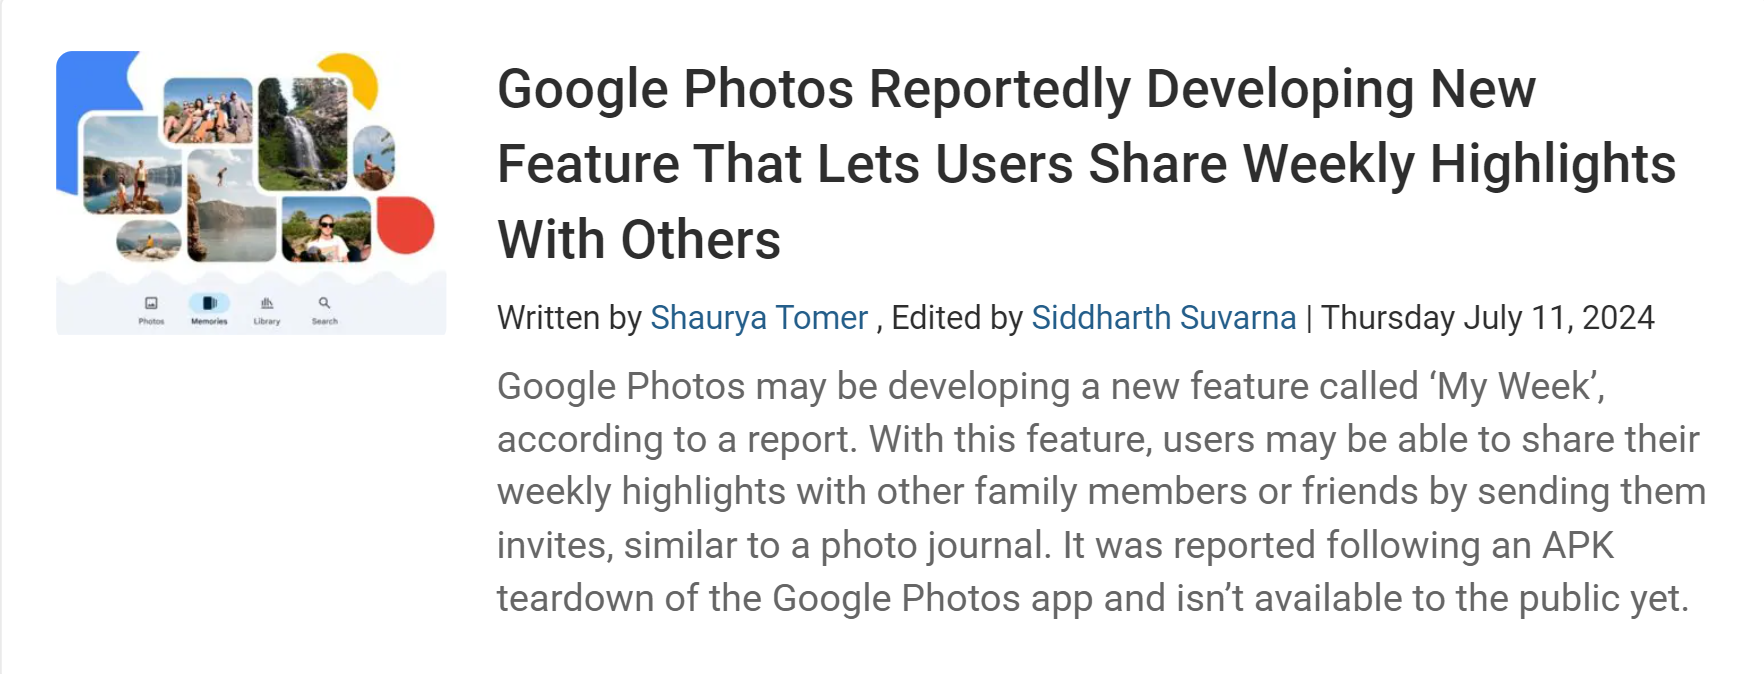 Google Photos Reportedly Developing New
Feature That Lets Users Share Weekly Highlights
With Others
Written by Shaurya Tomer , Edited by Siddharth Suvarna | Thursday July 11, 2024
Google Photos may be developing a new feature called ‘My Week’,
according to a report. With this feature, users may be able to share their
weekly highlights with other family members or friends by sending them
invites, similar to a photo journal. It was reported following an APK
teardown of the Google Photos app and isn’t available to the public yet.
Photos Memories Library Search